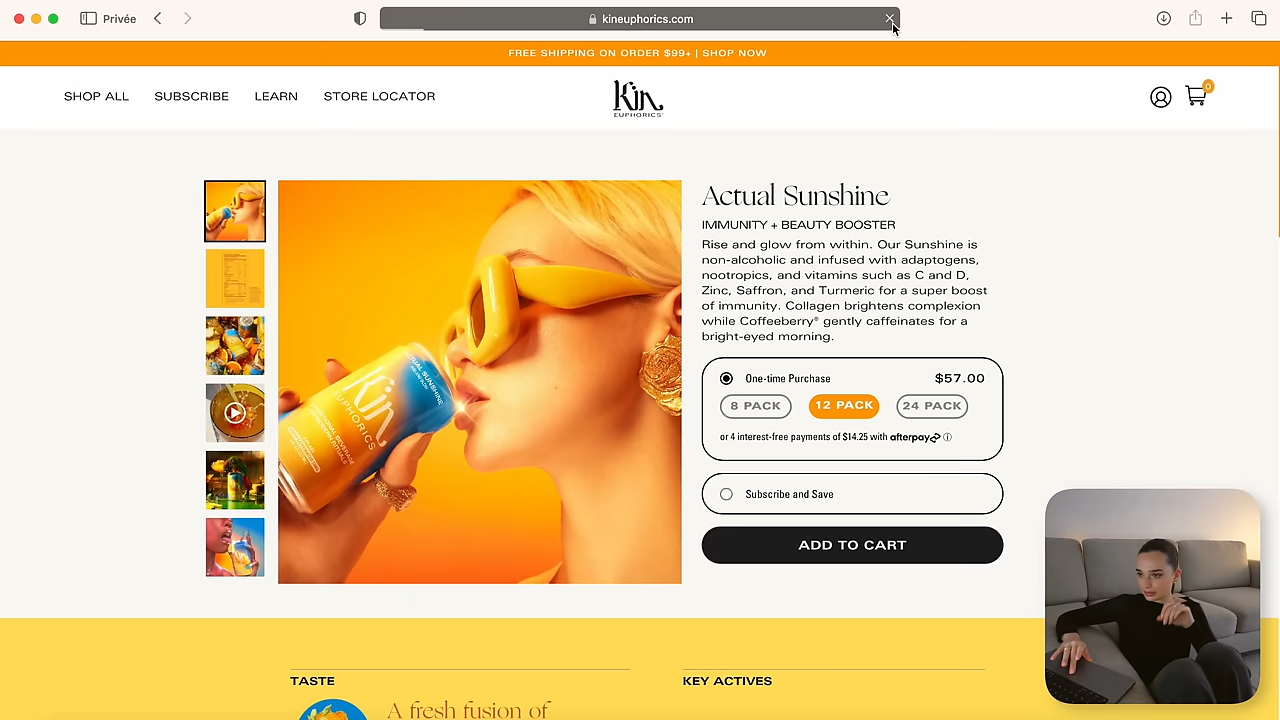 Privée
kineuphorics.com
FREE SHIPPING ON ORDER $99+ | SHOP NOW
SHOP ALL
SUBSCRIBE
LEARN
STORE LOCATOR
Kin
EUPHORICS
0
Actual Sunshine
IMMUNITY + BEAUTY BOOSTER
Rise and glow from within. Our Sunshine is
non-alcoholic and infused with adaptogens,
nootropics, and vitamins such as C and D,
Zinc, Saffron, and Turmeric for a super boost
of immunity. Collagen brightens complexion
while Coffeeberry® gently caffeinates for a
bright-eyed morning.
One-time Purchase
$57.00
8 PACK
12 PACK
24 PACK
or 4 interest-free payments of $14.25 with afterpay
Subscribe and Save
ADD TO CART
Kin
EUPHORICS
ACTUAL SUNSHINE
TASTE
KEY ACTIVES
A fresh fusion of